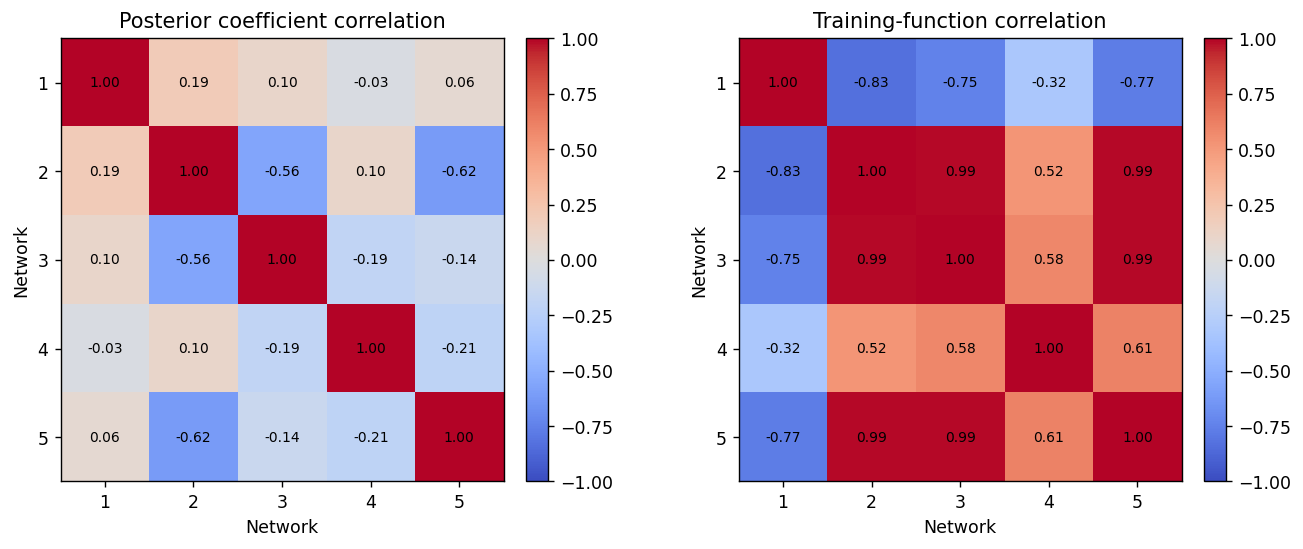 Posterior coefficient correlation
1.00 0.19 0.10 -0.03 0.06
0.19 1.00 -0.56 0.10 -0.62
0.10 -0.56 1.00 -0.19 -0.14
-0.03 0.10 -0.19 1.00 -0.21
0.06 -0.62 -0.14 -0.21 1.00
1
2
3
4
5
Network
1 2 3 4 5
Network
1.00
0.75
0.50
0.25
0.00
−0.25
−0.50
−0.75
−1.00
Training-function correlation
1.00 -0.83 -0.75 -0.32 -0.77
-0.83 1.00 0.99 0.52 0.99
-0.75 0.99 1.00 0.58 0.99
-0.32 0.52 0.58 1.00 0.61
-0.77 0.99 0.99 0.61 1.00
1
2
3
4
5
Network
1 2 3 4 5
Network
1.00
0.75
0.50
0.25
0.00
−0.25
−0.50
−0.75
−1.00